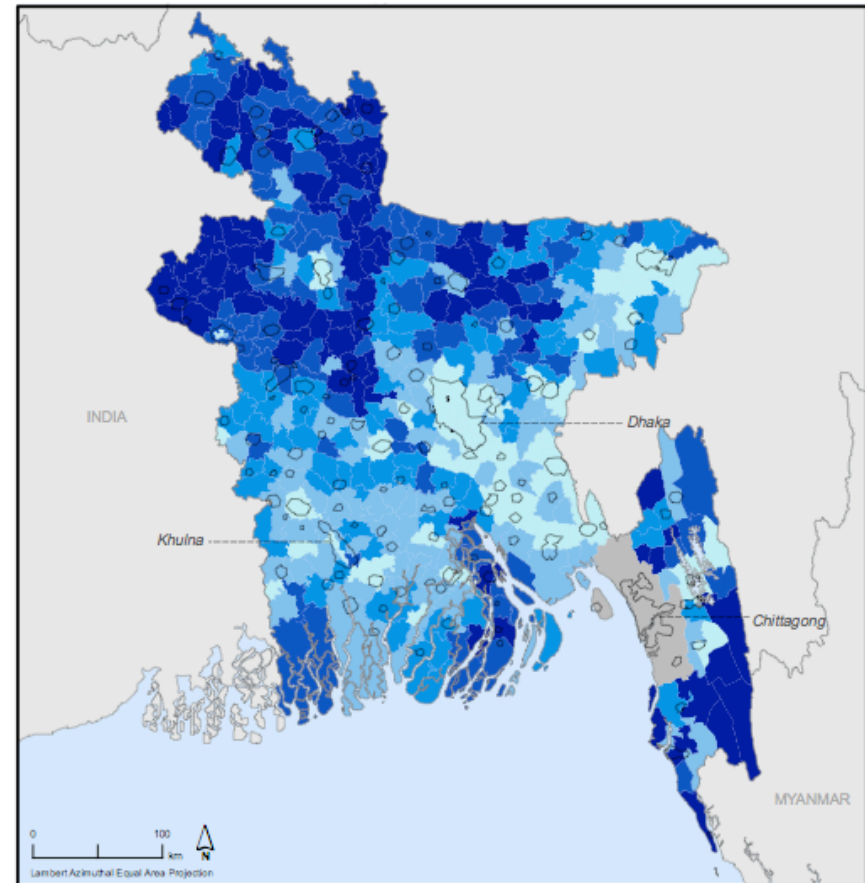 INDIA
Dhaka
Khulna
Chittagong
MYANMAR
0 100
km N
Lambert Azimuthal Equal Area Projection